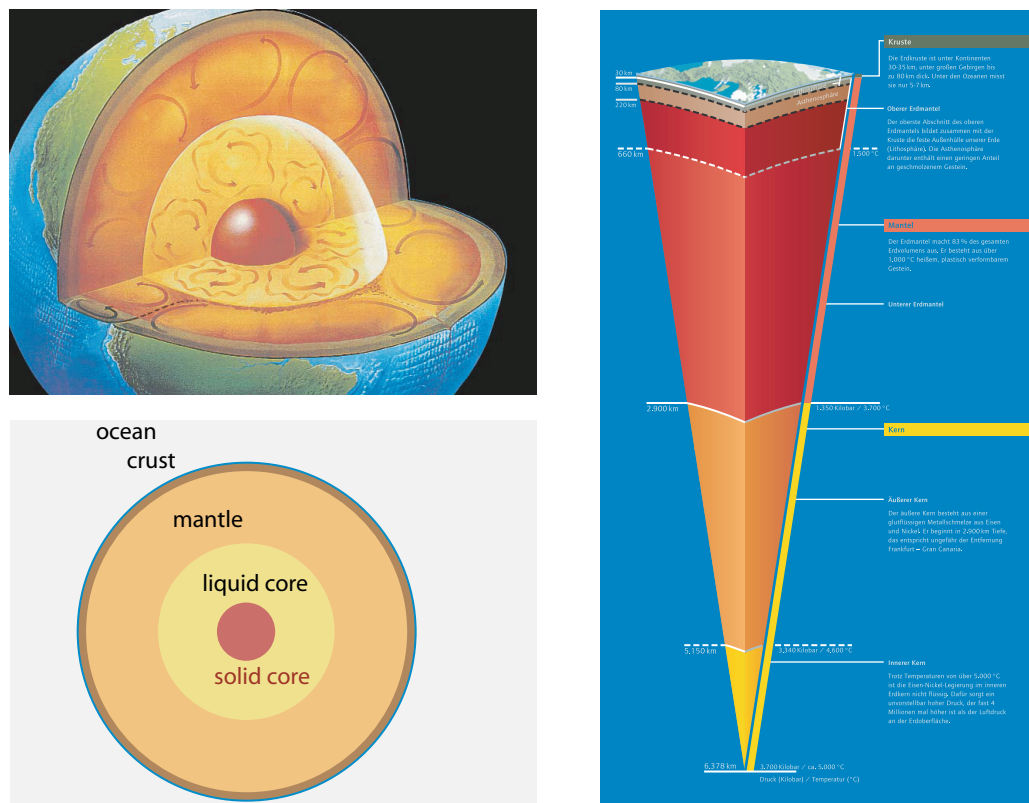 ocean
crust
mantle
liquid core
solid core
30 km
80 km
220 km
660 km
2.900 km
5.150 km
6.378 km
Asthenosphäre
1.500 °C
1.350 Kilobar / 3.700 °C
3.340 Kilobar / 4.600 °C
3.700 Kilobar / ca. 5.000 °C
Druck (Kilobar) / Temperatur (°C)
Kruste
Die Erdkruste ist unter Kontinenten
30-35 km, unter großen Gebirgen bis
zu 80 km dick. Unter den Ozeanen misst
sie nur 5-7 km.
Oberer Erdmantel
Der oberste Abschnitt des oberen
Erdmantels bildet zusammen mit der
Kruste die feste Außenhülle unserer Erde
(Lithosphäre). Die Asthenosphäre
darunter enthält einen geringen Anteil
an geschmolzenem Gestein.
Mantel
Der Erdmantel macht 83 % des gesamten
Erdvolumens aus. Er besteht aus über
1.000 °C heißem, plastisch verformbarem
Gestein.
Unterer Erdmantel
Kern
Äußerer Kern
Der äußere Kern besteht aus einer
glutflüssigen Metallschmelze aus Eisen
und Nickel. Er beginnt in 2.900 km Tiefe,
das entspricht ungefähr der Entfernung
Frankfurt – Gran Canaria.
Innerer Kern
Trotz Temperaturen von über 5.000 °C
ist die Eisen-Nickel-Legierung im inneren
Erdkern nicht flüssig. Dafür sorgt ein
unvorstellbar hoher Druck, der fast 4
Millionen mal höher ist als der Luftdruck
an der Erdoberfläche.